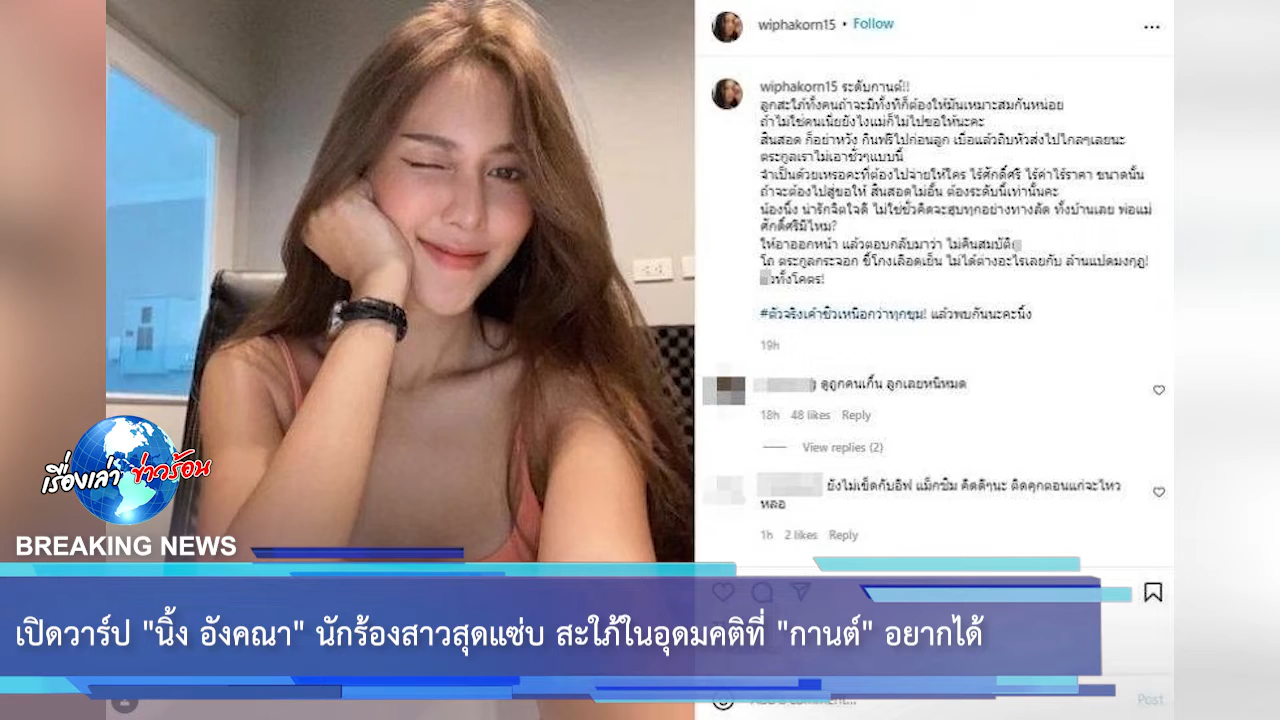 wiphakorn15 • Follow
wiphakorn15 ระดับกานต์!!
ลูกสะใภ้ทั้งคนถ้าจะมีทั้งทีก็ต้องให้มันเหมาะสมกันหน่อย
ถ้าไม่ใช่คนเนี่ยยังไงแม่ก็ไม่ไปขอให้นะคะ
สินสอด ก็อย่าหวัง กินฟรีไปก่อนลูก เบื่อแล้วถีบหัวส่งไปไกลๆเลยนะ
ตระกูลเราไม่เอาชั่วๆแบบนี้
จำเป็นด้วยเหรอคะที่ต้องไปจ่ายให้ใคร ไร้ศักดิ์ศรี ไร้ค่าไร้ราคา ขนาดนั้น
ถ้าจะต้องไปสู่ขอให้ สินสอดไม่อั้น ต้องระดับนี้เท่านั้นคะ
น้องนิ้ง น่ารักจิตใจดี ไม่ใช่ขั่วคิดจะฮุบทุกอย่างทางลัด ทั้งบ้านเลย พ่อแม่
ศักดิ์ศรีมีไหม?
ให้อาออกหน้า แล้วตอบกลับมาว่า ไม่คืนสมบัติ
โถ ตระกูลกระจอก ขี้โกงเลือดเย็น ไม่ได้ต่างอะไรเลยกับ ล้านแปดมงกุฎ!
วทั้งโคตร!
#ตัวจริงเค้าชิวเหนือกว่าทุกขุม! แล้วพบกันนะคะนิ้ง
19h
ดูถูกคนเกิ้น ลูกเลยหนีหมด
18h 48 likes Reply
View replies (2)
ยังไม่เข็ดกับอิฟ แม็กซิม คิดดีๆนะ ติดคุกตอนแก่จะไหว
หลอ
1h 2 likes Reply
เรื่องเล่า ข่าวร้อน
BREAKING NEWS
เปิดวาร์ป "นิ้ง อังคณา" นักร้องสาวสุดแซ่บ สะใภ้ในอุดมคติที่ "กานต์" อยากได้
Post